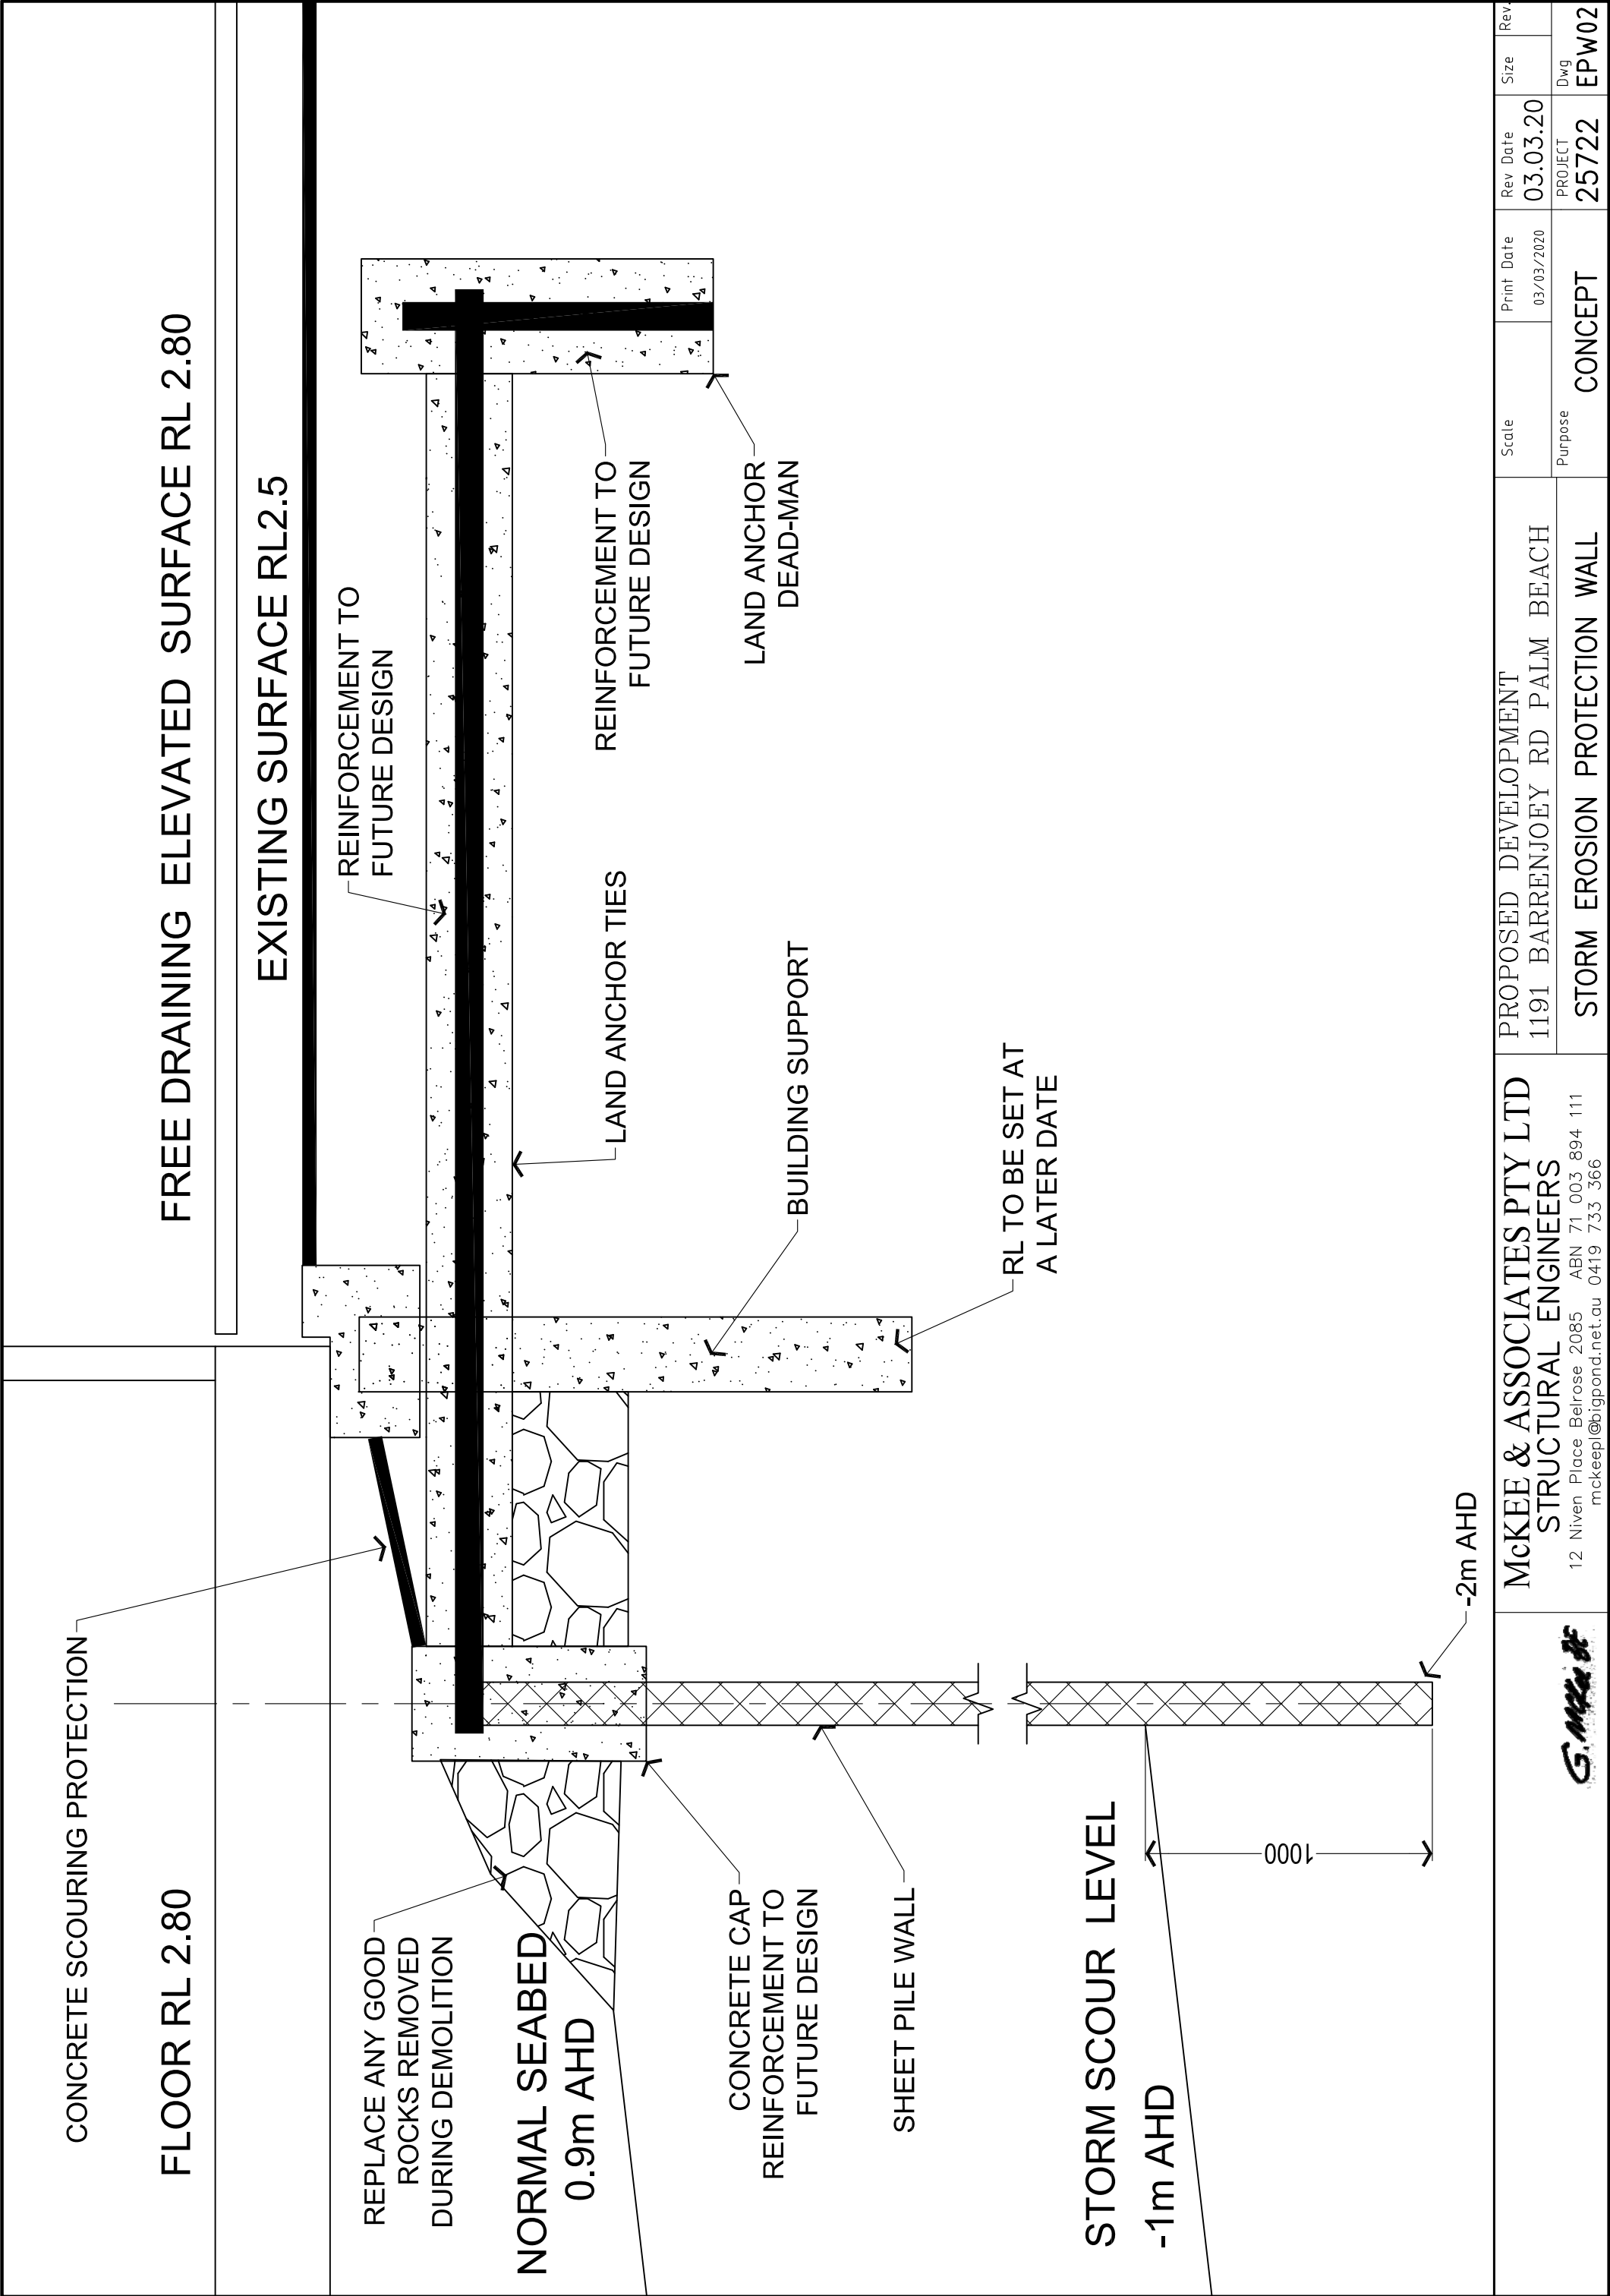 CONCRETE SCOURING PROTECTION
FLOOR RL 2.80
FREE DRAINING ELEVATED SURFACE RL 2.80
EXISTING SURFACE RL2.5
REPLACE ANY GOOD
ROCKS REMOVED
DURING DEMOLITION
REINFORCEMENT TO
FUTURE DESIGN
NORMAL SEABED
0.9m AHD
LAND ANCHOR TIES
REINFORCEMENT TO
FUTURE DESIGN
CONCRETE CAP
REINFORCEMENT TO
FUTURE DESIGN
BUILDING SUPPORT
LAND ANCHOR
DEAD-MAN
SHEET PILE WALL
RL TO BE SET AT
A LATER DATE
STORM SCOUR LEVEL
-1m AHD
1000
-2m AHD
G. McKee BE
McKEE & ASSOCIATES PTY LTD
STRUCTURAL ENGINEERS
12 Niven Place Belrose 2085 ABN 71 003 894 111
mckeepl@bigpond.net.au 0419 733 366
PROPOSED DEVELOPMENT
1191 BARRENJOEY RD PALM BEACH
STORM EROSION PROTECTION WALL
Scale
Print Date
03/03/2020
Rev Date
03.03.20
Size
Rev.
Purpose
CONCEPT
PROJECT
25722
Dwg
EPW02